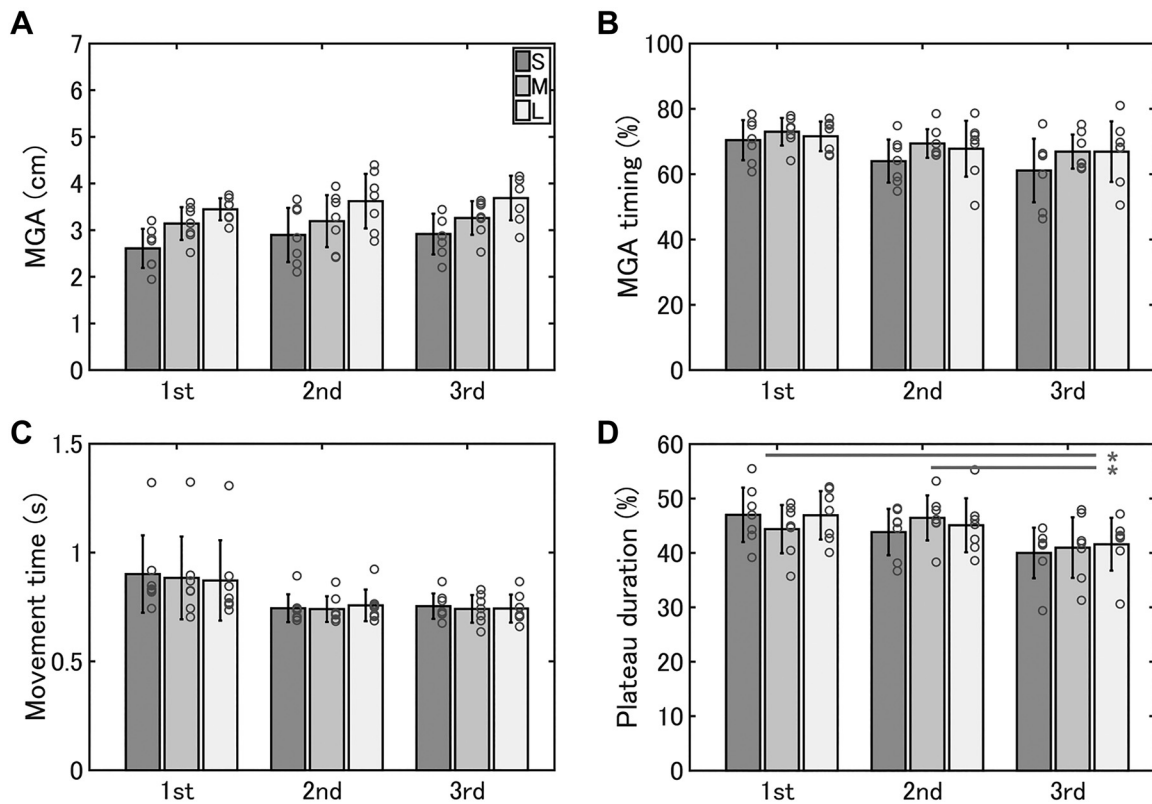 A
MGA (cm)
7
6
5
4
3
2
1
0
1st
2nd
3rd
S
M
L
B
MGA timing (%)
100
80
60
40
20
0
1st
2nd
3rd
C
Movement time (s)
1.5
1
0.5
0
1st
2nd
3rd
D
Plateau duration (%)
60
50
40
30
20
10
0
1st
2nd
3rd
*
*